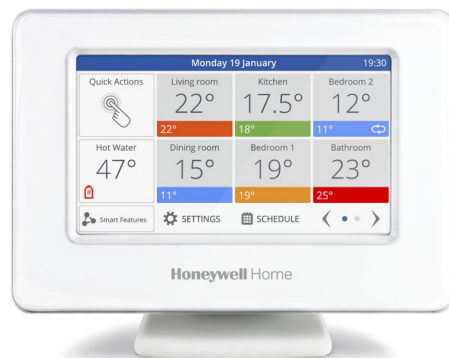 Monday 19 January 19:30
Quick Actions Living room Kitchen Bedroom 2
22° 17.5° 12°
22° 18° 11°
Hot Water Dining room Bedroom 1 Bathroom
47° 15° 19° 23°
11° 19° 25°
Smart Features SETTINGS SCHEDULE
Honeywell Home